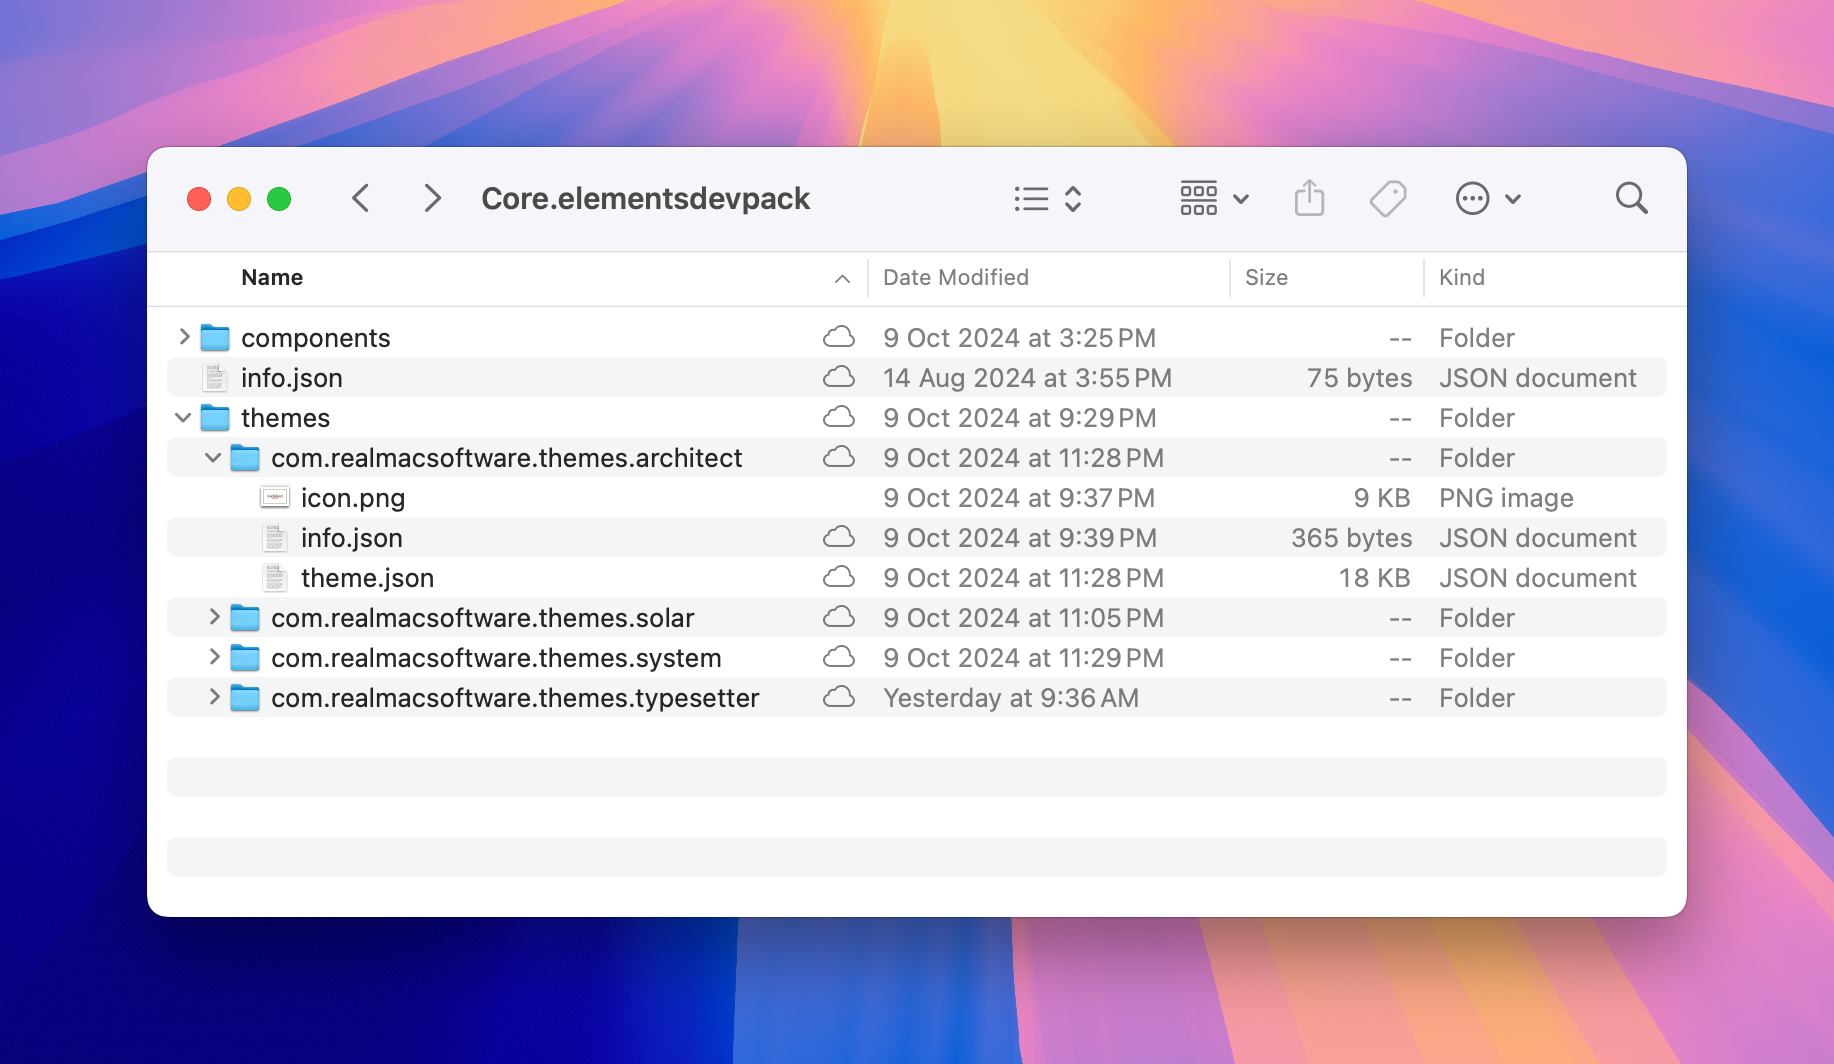 Core.elementsdevpack
Name Date Modified Size Kind
components 9 Oct 2024 at 3:25 PM -- Folder
info.json 14 Aug 2024 at 3:55 PM 75 bytes JSON document
themes 9 Oct 2024 at 9:29 PM -- Folder
com.realmacsoftware.themes.architect 9 Oct 2024 at 11:28 PM -- Folder
icon.png 9 Oct 2024 at 9:37 PM 9 KB PNG image
info.json 9 Oct 2024 at 9:39 PM 365 bytes JSON document
theme.json 9 Oct 2024 at 11:28 PM 18 KB JSON document
com.realmacsoftware.themes.solar 9 Oct 2024 at 11:05 PM -- Folder
com.realmacsoftware.themes.system 9 Oct 2024 at 11:29 PM -- Folder
com.realmacsoftware.themes.typesetter Yesterday at 9:36 AM -- Folder